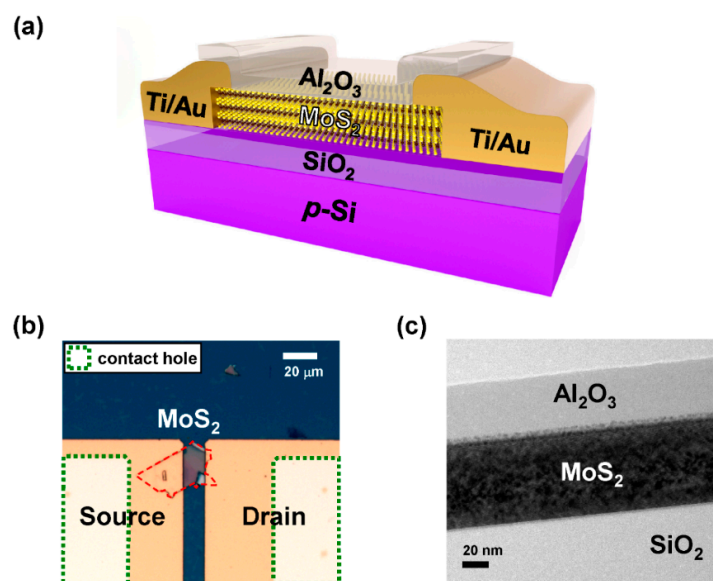 (a)
Al₂O₃
Ti/Au
MoS₂
Ti/Au
SiO₂
p-Si
(b)
contact hole
20 μm
MoS₂
Source
Drain
(c)
Al₂O₃
MoS₂
20 nm
SiO₂